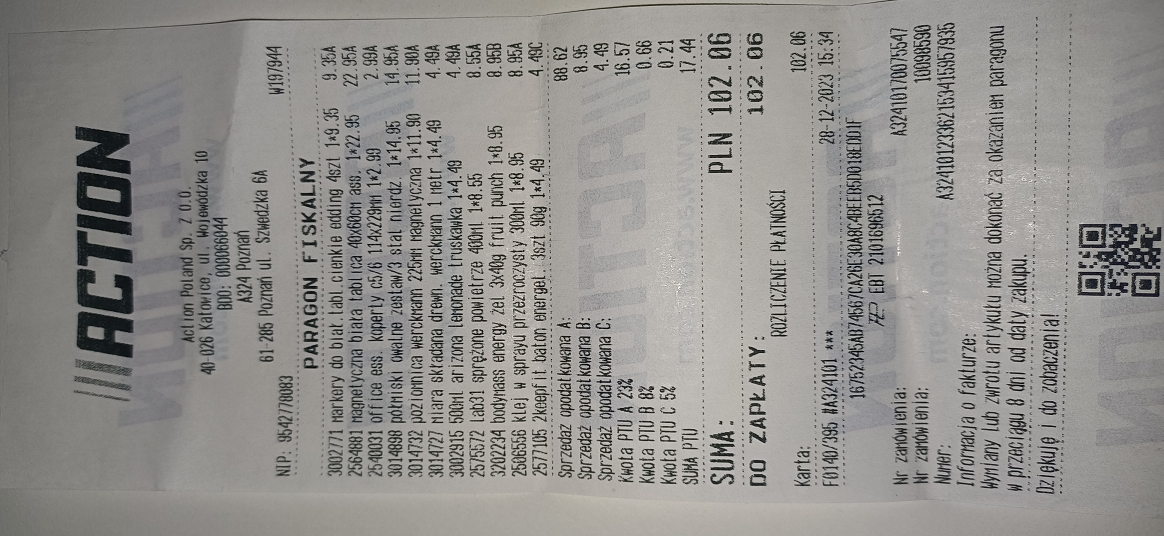 ACTION
Action Poland Sp. Z O.O.
40-026 Katowice, ul. Wojewódzka 10
BDO: 000066044
A324 Poznań
61-285 Poznań ul. Szwedzka 6A
NIP: 9542778083 W197944
PARAGON FISKALNY
3002771 markery do biał.tabl.cienkie edding 4szt 1*9.35 9.35A
2564881 magnetyczna biała tablica 40x60cm ass. 1*22.95 22.95A
2540031 office ess. koperty c5/6 114x229mm 1*2.99 2.99A
3014898 półmiski owalne zestaw/3 stal nierdz. 1*14.95 14.95A
3014732 poziomnica werckmann 225mm magnetyczna 1*11.90 11.90A
3014727 miara składana drewn. werckmann 1 metr 1*4.49 4.49A
3002915 500ml arizona lemonade truskawka 1*4.49 4.49A
2575572 lab31 sprężone powietrze 400ml 1*8.55 8.55A
3202234 bodymass energy żel 3x40g fruit punch 1*8.95 8.95B
2506556 klej w sprayu przezroczysty 300ml 1*8.95 8.95A
2577105 2keepfit baton energet. 3szt 90g 1*4.49 4.49C
Sprzedaż opodatkowana A: 88.62
Sprzedaż opodatkowana B: 8.95
Sprzedaż opodatkowana C: 4.49
Kwota PTU A 23% 16.57
Kwota PTU B 8% 0.66
Kwota PTU C 5% 0.21
SUMA PTU 17.44
SUMA: PLN 102.06
DO ZAPŁATY: 102.06
ROZLICZENIE PŁATNOŚCI
Karta: 102.06
F0140/395 #A324101 *** 28-12-2023 15:34
EBT 2101696512
Nr zamówienia: A32410170075547
Nr zamówienia: 10098590
Numer: A3241012336215341595793​5
Informacja o fakturze:
Wymiany lub zwrotu artykułu można dokonać za okazaniem paragonu
w przeciągu 8 dni od daty zakupu.
Dziękuję i do zobaczenia!